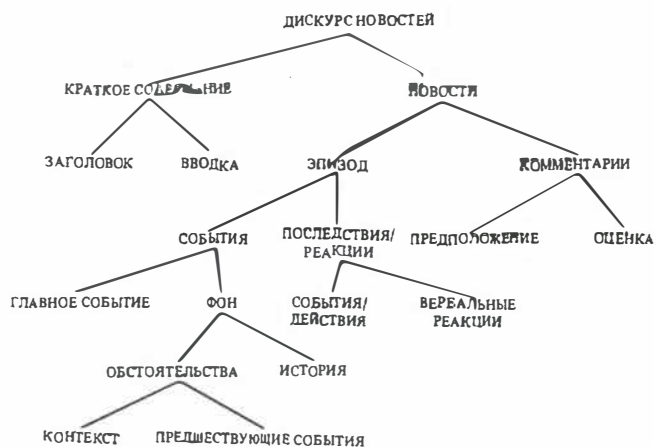 ДИСКУРС НОВОСТЕЙ
КРАТКОЕ СОДЕРЖАНИЕ НОВОСТИ
ЗАГОЛОВОК ВВОДКА ЭПИЗОД КОММЕНТАРИИ
СОБЫТИЯ ПОСЛЕДСТВИЯ/ ПРЕДПОЛОЖЕНИЕ ОЦЕНКА
РЕАКЦИИ
ГЛАВНОЕ СОБЫТИЕ ФОН СОБЫТИЯ/ ВЕРБАЛЬНЫЕ
ДЕЙСТВИЯ РЕАКЦИИ
ОБСТОЯТЕЛЬСТВА ИСТОРИЯ
КОНТЕКСТ ПРЕДШЕСТВУЮЩИЕ СОБЫТИЯ